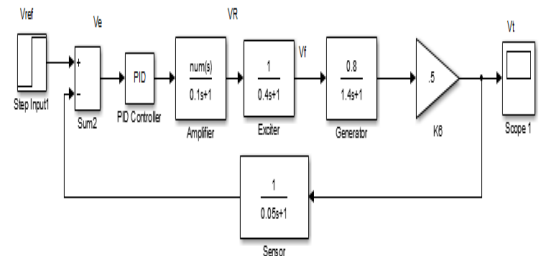 Vref
Ve
VR
Vf
Vt
+
−
PID
num(s)
0.1s+1
1
0.4s+1
0.8
1.4s+1
.5
Step Input1
Sum2
PID Controller
Amplifier
Exciter
Generator
K6
Scope 1
1
0.05s+1
Sensor